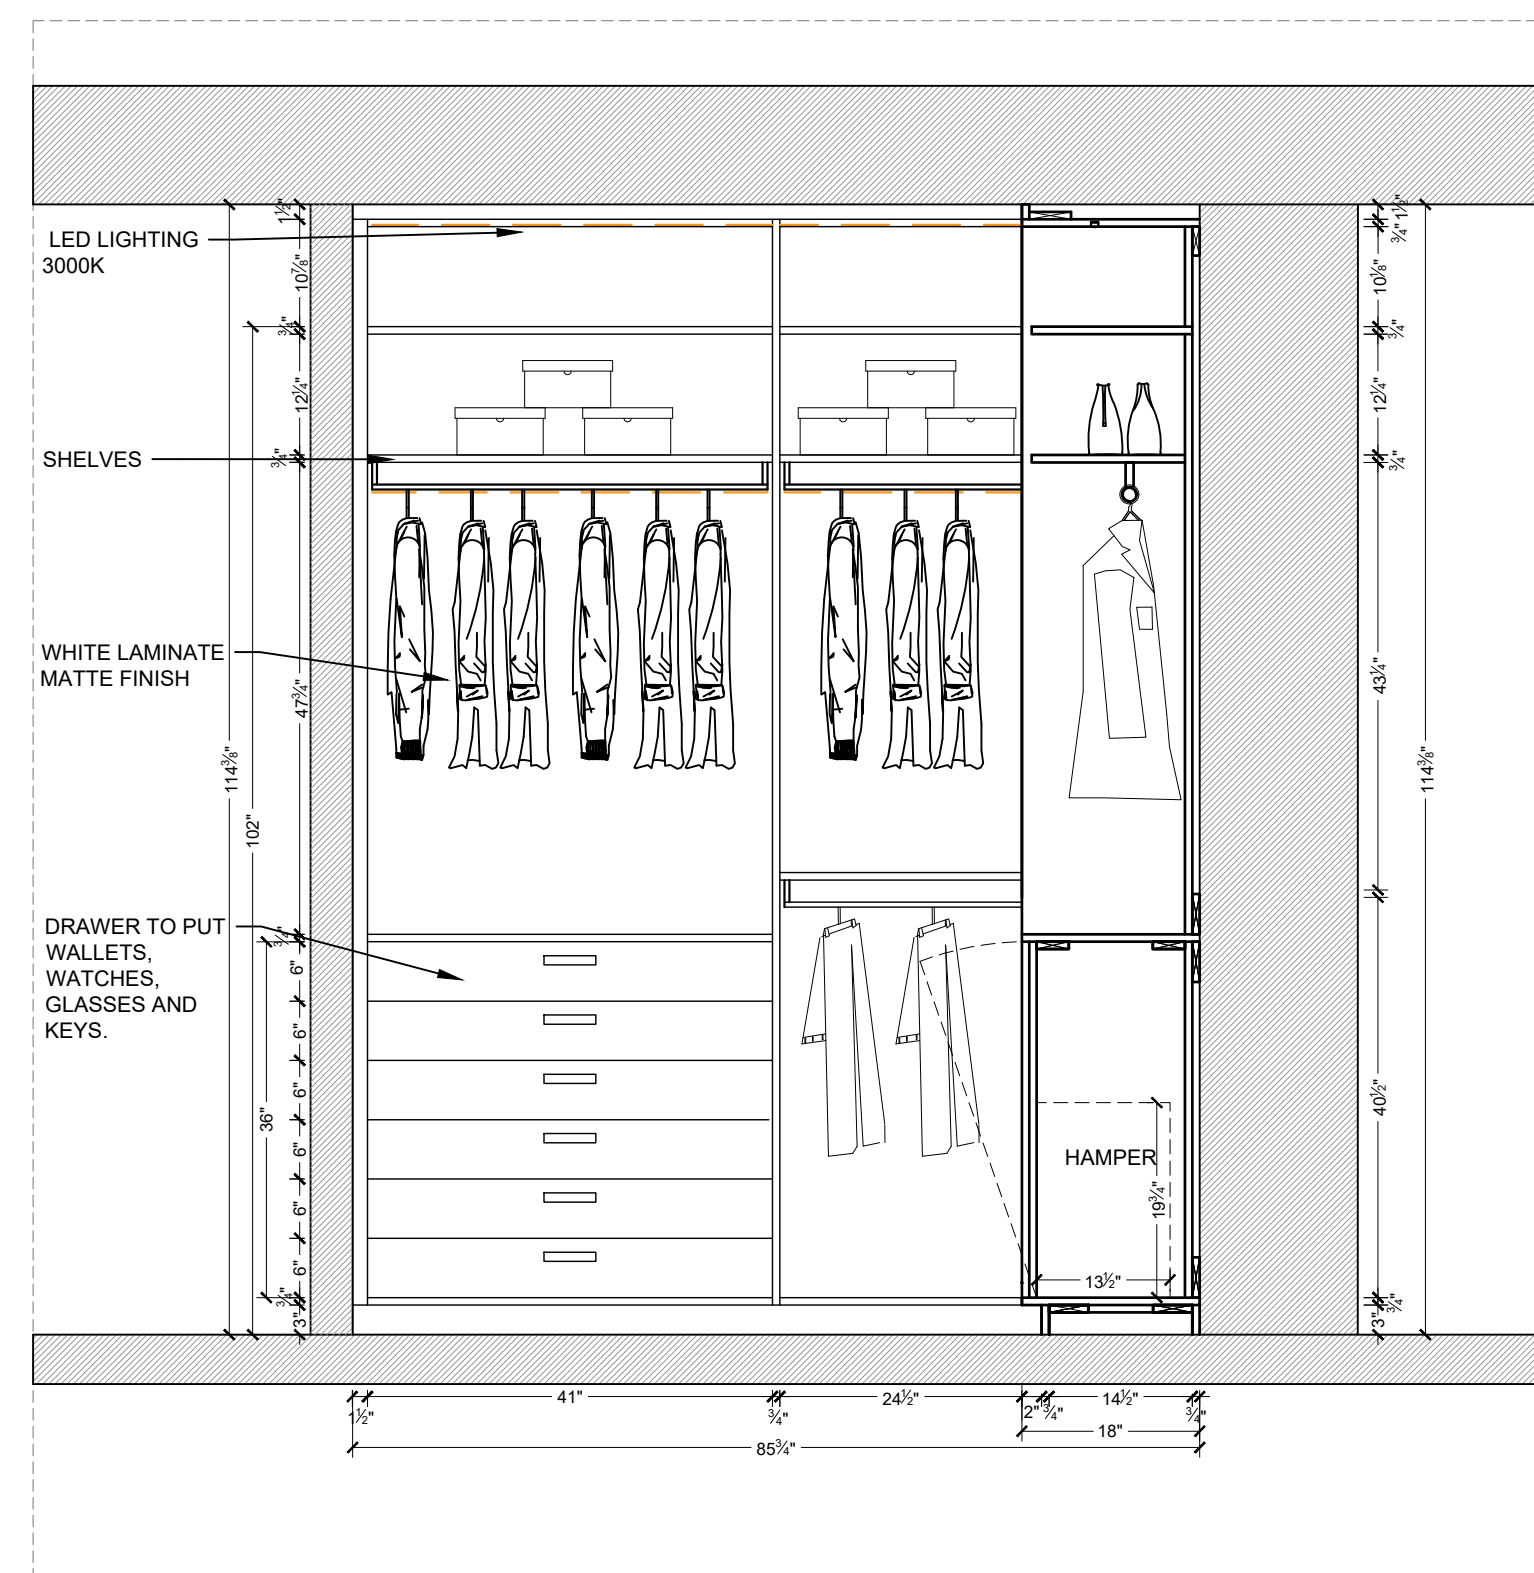 LED LIGHTING
3000K
SHELVES
WHITE LAMINATE
MATTE FINISH
DRAWER TO PUT
WALLETS,
WATCHES,
GLASSES AND
KEYS.
114⅜"
102"
36"
1½"
10⅞"
¾"
12¼"
¾"
47¾"
¾"
6"
6"
6"
6"
6"
6"
¾"
3"
HAMPER
19¾"
13½"
1½"
¾"
10⅛"
¾"
12¼"
¾"
43¼"
40½"
¾"
3"
114⅜"
41" 24½" 14½"
1½" ¾" 2" ¾" ¾"
18"
85¾"